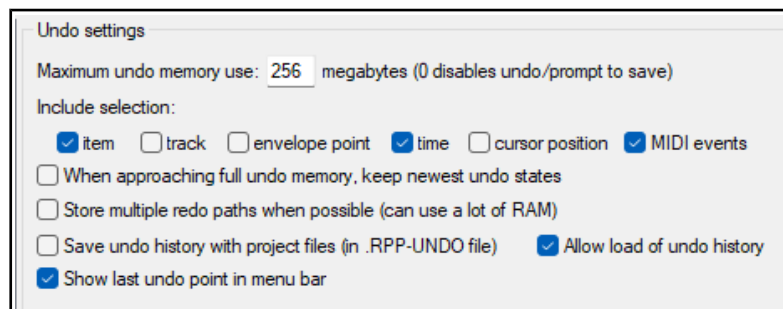 Undo settings
Maximum undo memory use: 256 megabytes (0 disables undo/prompt to save)
Include selection:
item track envelope point time cursor position MIDI events
When approaching full undo memory, keep newest undo states
Store multiple redo paths when possible (can use a lot of RAM)
Save undo history with project files (in .RPP-UNDO file) Allow load of undo history
Show last undo point in menu bar